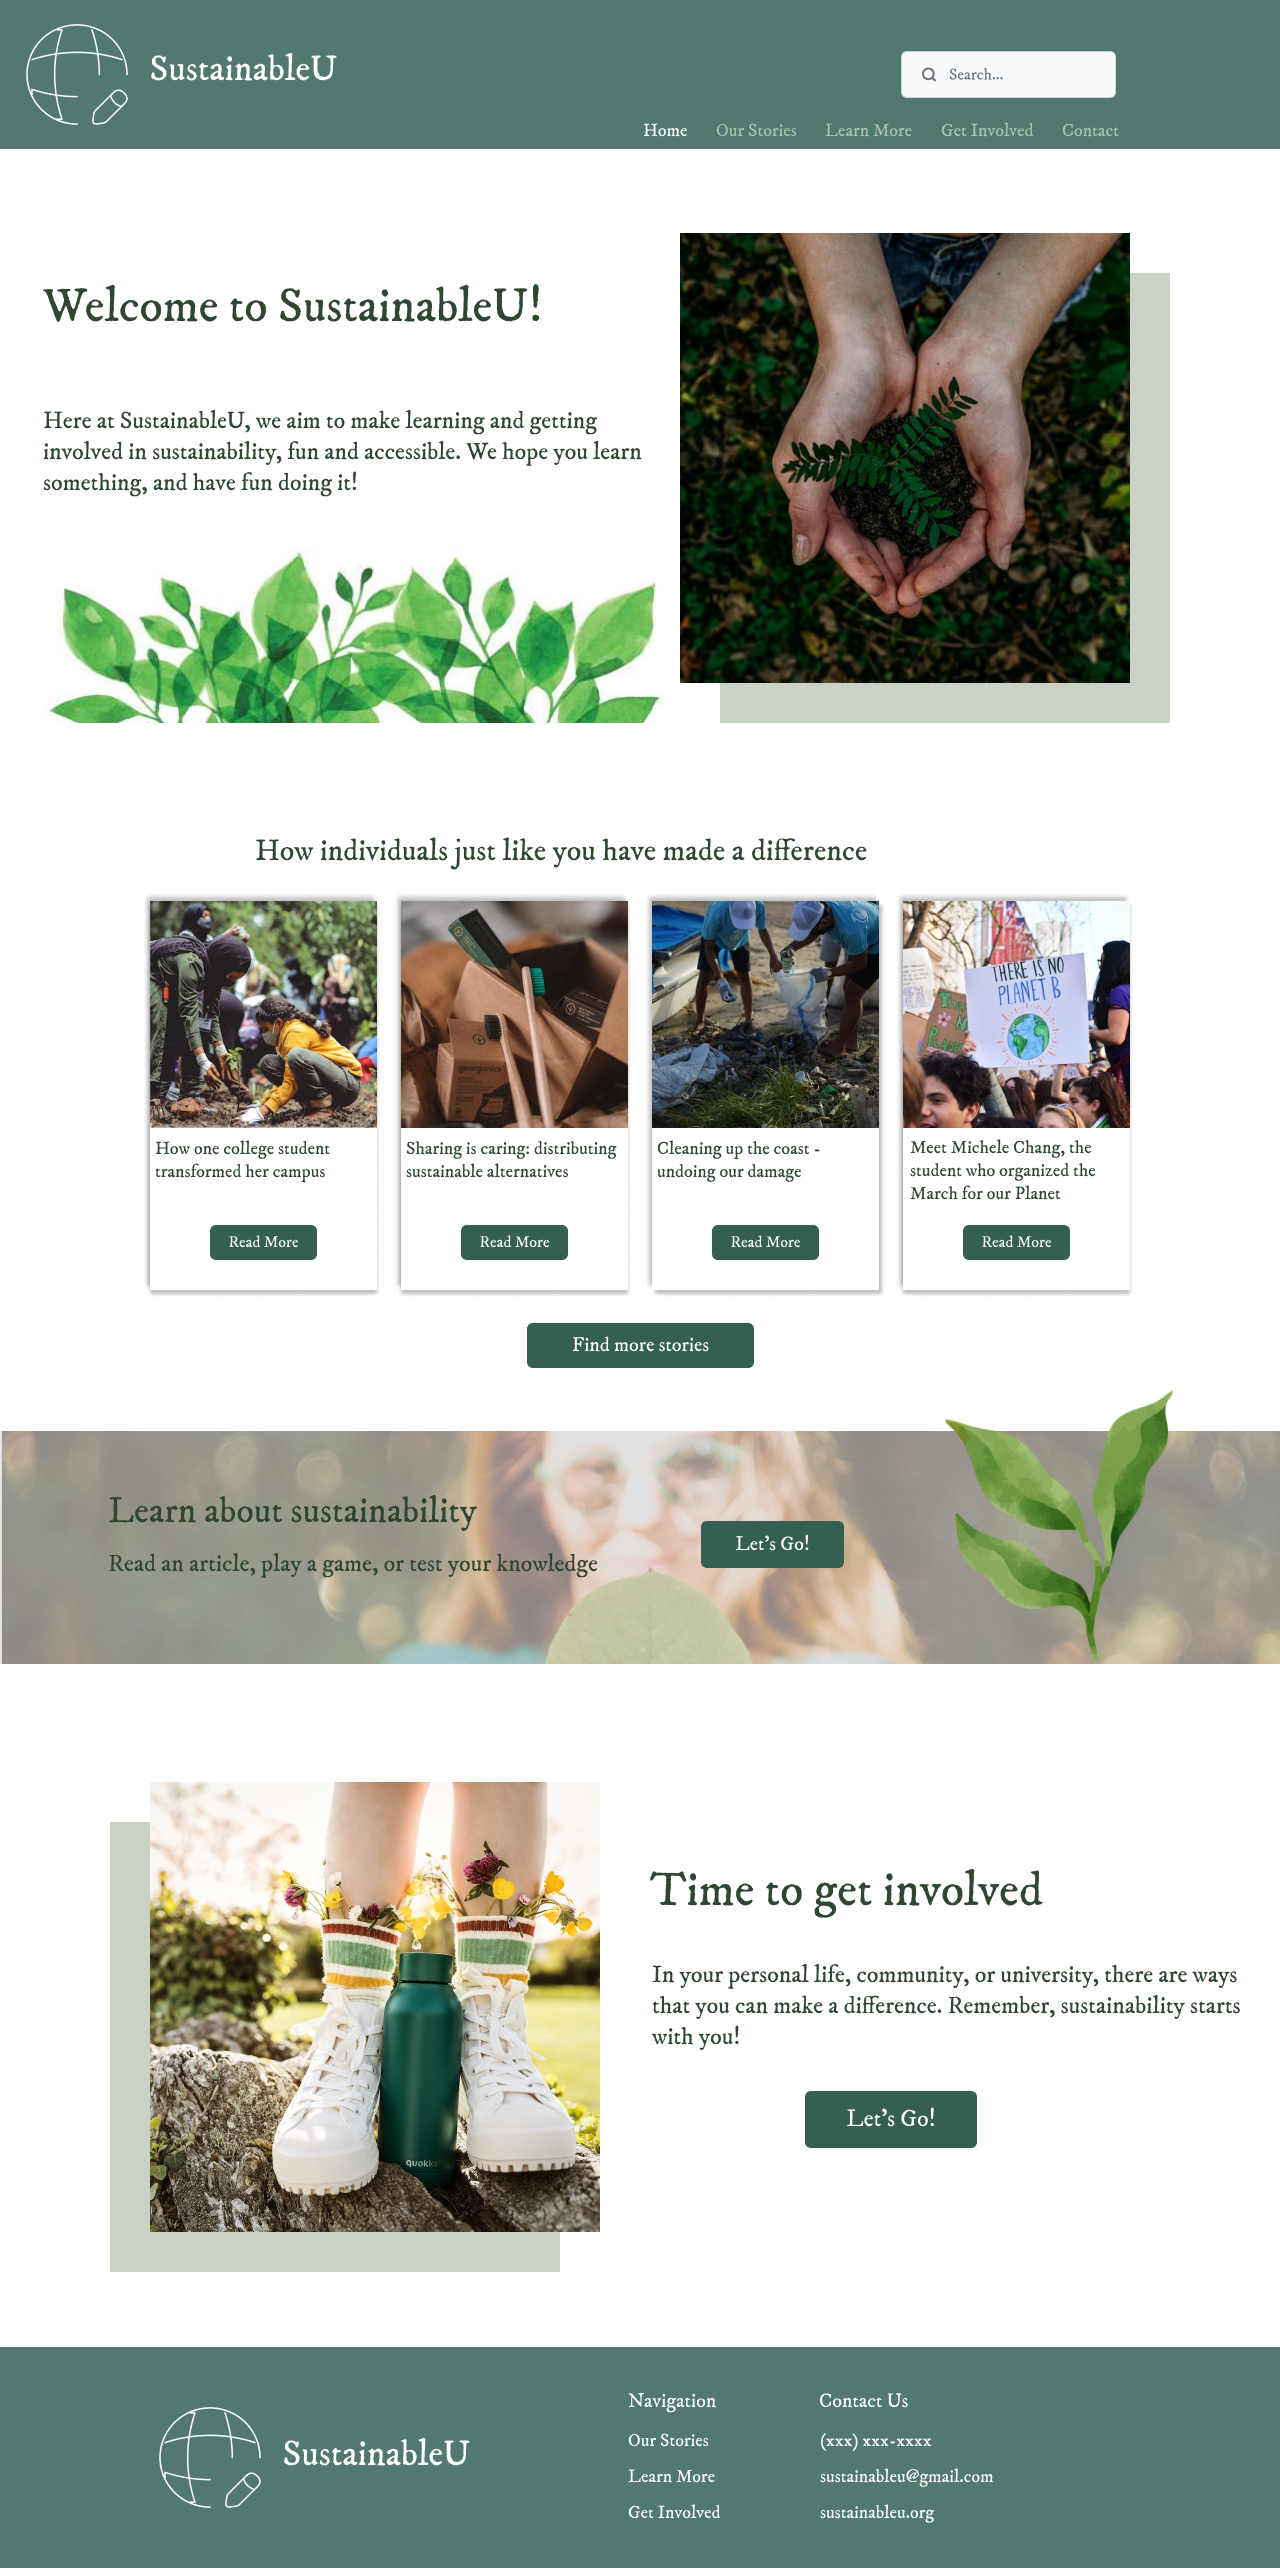 SustainableU
Search...
Home Our Stories Learn More Get Involved Contact
Welcome to SustainableU!
Here at SustainableU, we aim to make learning and getting
involved in sustainability, fun and accessible. We hope you learn
something, and have fun doing it!
How individuals just like you have made a difference
georganics
THERE IS NO
PLANET B
How one college student
transformed her campus
Read More
Sharing is caring: distributing
sustainable alternatives
Read More
Cleaning up the coast -
undoing our damage
Read More
Meet Michele Chang, the
student who organized the
March for our Planet
Read More
Find more stories
Learn about sustainability
Read an article, play a game, or test your knowledge
Let's Go!
quokka
Time to get involved
In your personal life, community, or university, there are ways
that you can make a difference. Remember, sustainability starts
with you!
Let's Go!
SustainableU
Navigation
Our Stories
Learn More
Get Involved
Contact Us
(xxx) xxx-xxxx
sustainableu@gmail.com
sustainableu.org